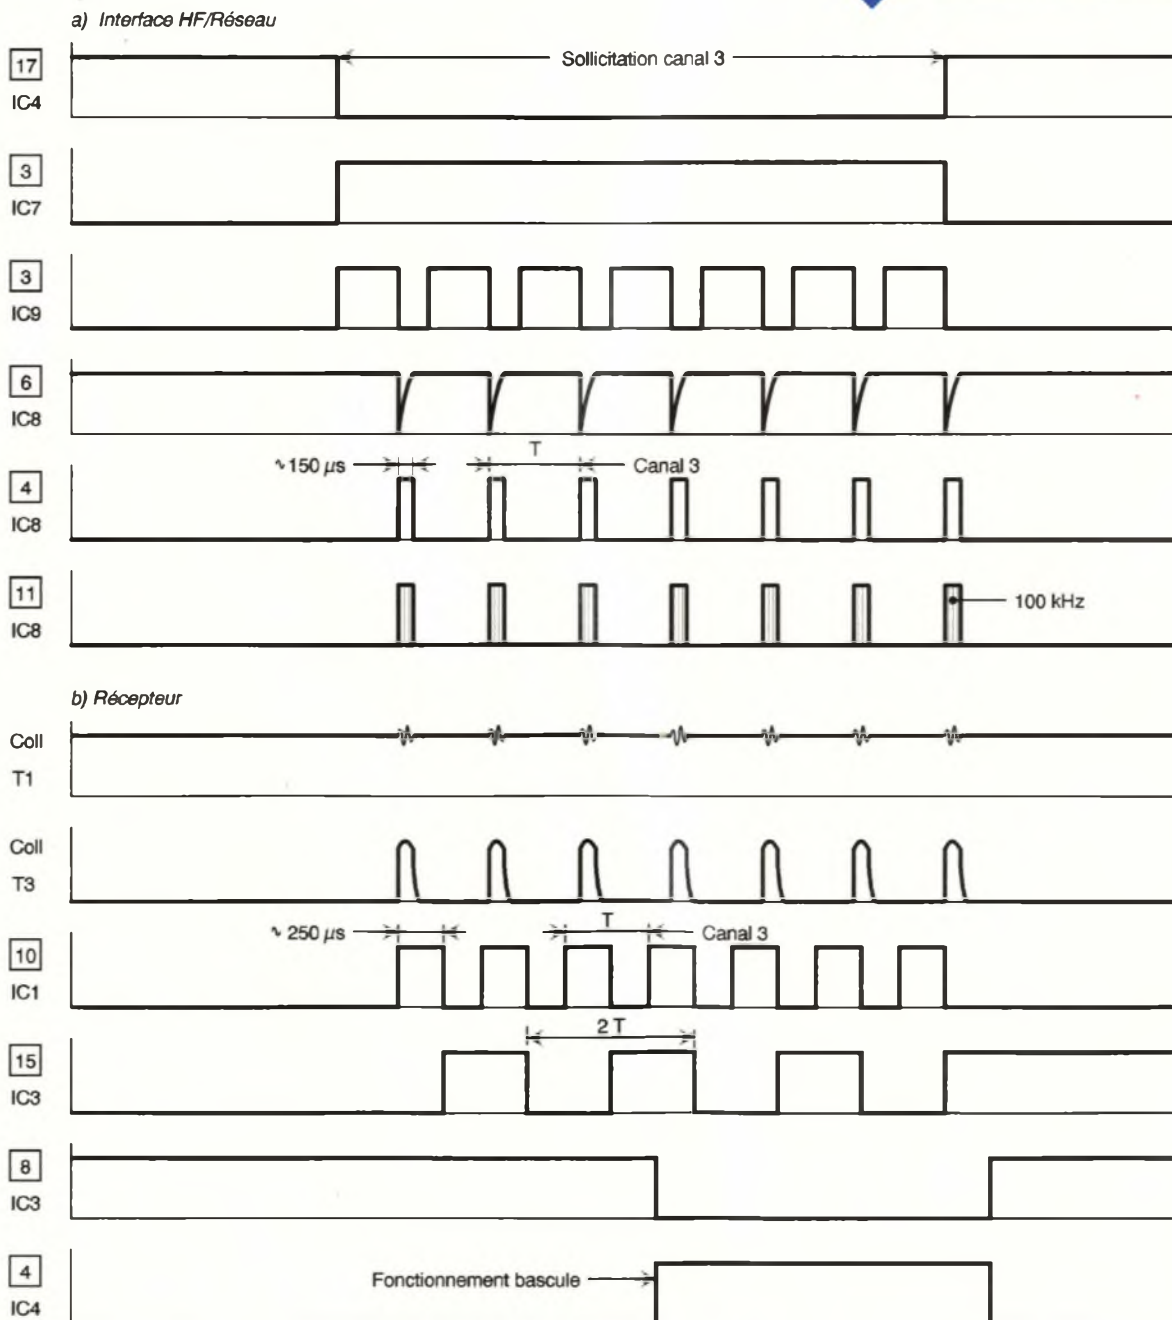 a) Interface HF/Réseau
17
IC4
Sollicitation canal 3
3
IC7
3
IC9
6
IC8
∿150 µs
T
Canal 3
4
IC8
11
IC8
100 kHz
b) Récepteur
Coll
T1
Coll
T3
∿ 250 µs
T
Canal 3
10
IC1
2 T
15
IC3
8
IC3
4
IC4
Fonctionnement bascule